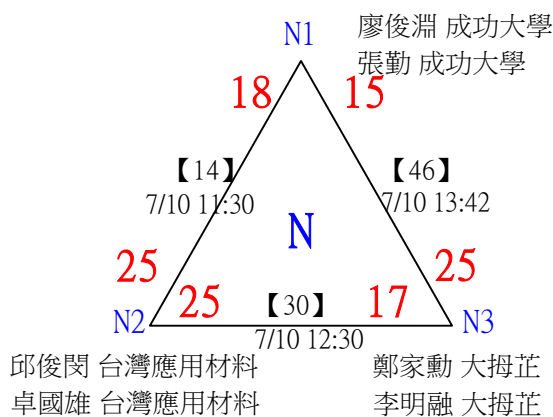 N1
廖俊淵 成功大學
張勤 成功大學
18
15
【14】
7/10 11:30
【46】
7/10 13:42
N
25
25
N2
25
【30】
17
N3
7/10 12:30
邱俊閔 台灣應用材料
卓國雄 台灣應用材料
鄭家勳 大拇芷
李明融 大拇芷